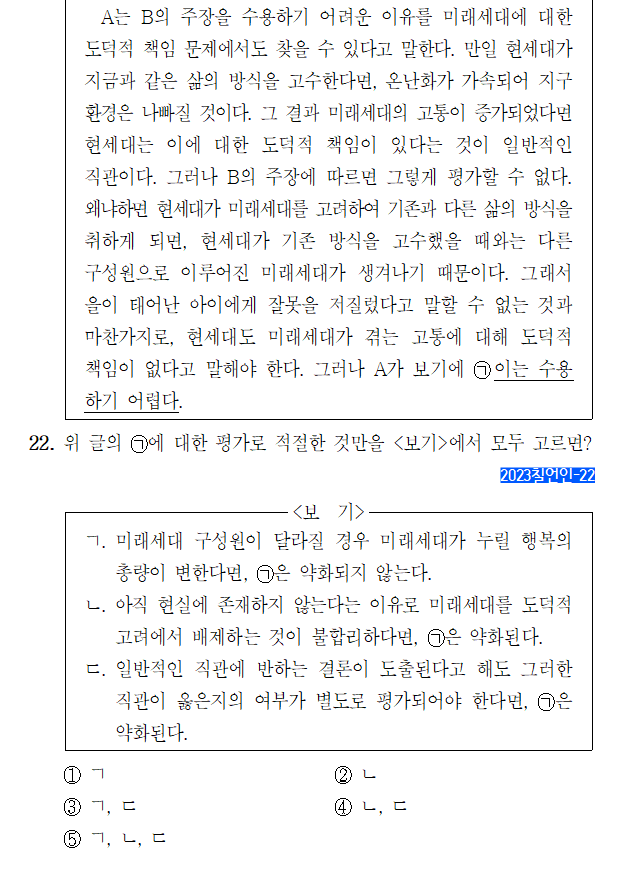 A는 B의 주장을 수용하기 어려운 이유를 미래세대에 대한
도덕적 책임 문제에서도 찾을 수 있다고 말한다. 만일 현세대가
지금과 같은 삶의 방식을 고수한다면, 온난화가 가속되어 지구
환경은 나빠질 것이다. 그 결과 미래세대의 고통이 증가되었다면
현세대는 이에 대한 도덕적 책임이 있다는 것이 일반적인
직관이다. 그러나 B의 주장에 따르면 그렇게 평가할 수 없다.
왜냐하면 현세대가 미래세대를 고려하여 기존과 다른 삶의 방식을
취하게 되면, 현세대가 기존 방식을 고수했을 때와는 다른
구성원으로 이루어진 미래세대가 생겨나기 때문이다. 그래서
을이 태어난 아이에게 잘못을 저질렀다고 말할 수 없는 것과
마찬가지로, 현세대도 미래세대가 겪는 고통에 대해 도덕적
책임이 없다고 말해야 한다. 그러나 A가 보기에 ㉠이는 수용
하기 어렵다.
22. 위 글의 ㉠에 대한 평가로 적절한 것만을 <보기>에서 모두 고르면?
2023칠언인-22
<보 기>
ㄱ. 미래세대 구성원이 달라질 경우 미래세대가 누릴 행복의
총량이 변한다면, ㉠은 약화되지 않는다.
ㄴ. 아직 현실에 존재하지 않는다는 이유로 미래세대를 도덕적
고려에서 배제하는 것이 불합리하다면, ㉠은 약화된다.
ㄷ. 일반적인 직관에 반하는 결론이 도출된다고 해도 그러한
직관이 옳은지의 여부가 별도로 평가되어야 한다면, ㉠은
약화된다.
① ㄱ ② ㄴ
③ ㄱ, ㄷ ④ ㄴ, ㄷ
⑤ ㄱ, ㄴ, ㄷ